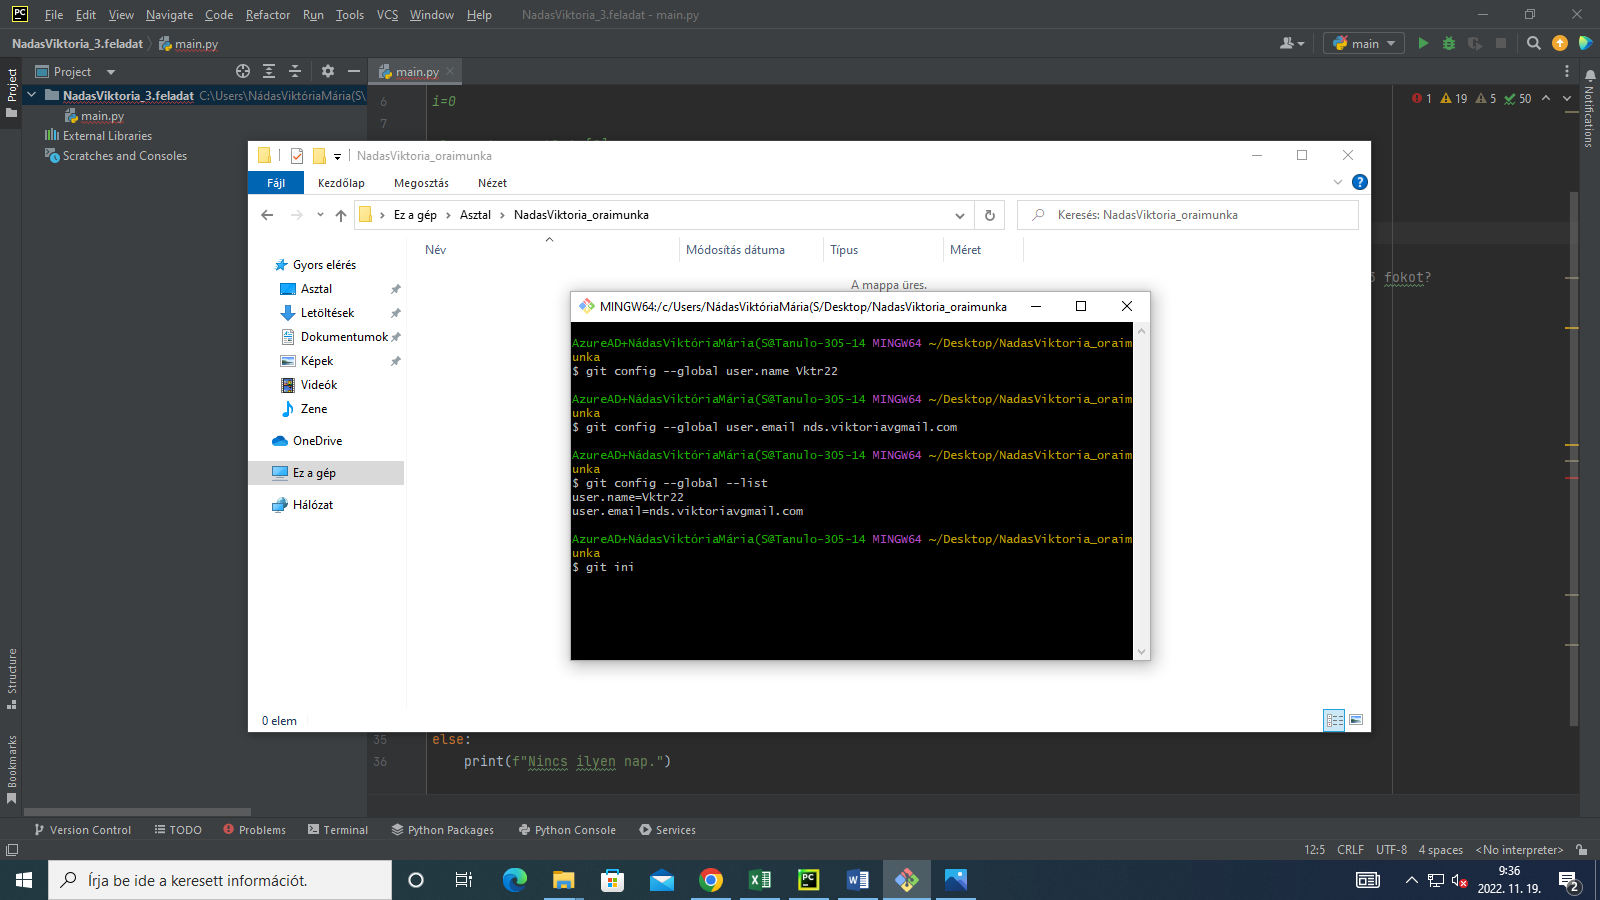 PC File Edit View Navigate Code Refactor Run Tools VCS Window Help NadasViktoria_3.feladat - main.py
NadasViktoria_3.feladat main.py main
Project main.py
Project
NadasViktoria_3.feladat C:\Users\NádasViktóriaMária(S\
main.py
External Libraries
Scratches and Consoles
6 i=0
7
1 19 5 50
Notifications
NadasViktoria_oraimunka
Fájl Kezdőlap Megosztás Nézet
Ez a gép Asztal NadasViktoria_oraimunka Keresés: NadasViktoria_oraimunka
Név Módosítás dátuma Típus Méret
A mappa üres.
Gyors elérés
Asztal
Letöltések
Dokumentumok
Képek
Videók
Zene
OneDrive
Ez a gép
Hálózat
0 elem
fokot?
MINGW64:/c/Users/NádasViktóriaMária(S/Desktop/NadasViktoria_oraimunka
AzureAD+NádasViktóriaMária(S@Tanulo-305-14 MINGW64 ~/Desktop/NadasViktoria_oraim
unka
$ git config --global user.name Vktr22
AzureAD+NádasViktóriaMária(S@Tanulo-305-14 MINGW64 ~/Desktop/NadasViktoria_oraim
unka
$ git config --global user.email nds.viktoriavgmail.com
AzureAD+NádasViktóriaMária(S@Tanulo-305-14 MINGW64 ~/Desktop/NadasViktoria_oraim
unka
$ git config --global --list
user.name=Vktr22
user.email=nds.viktoriavgmail.com
AzureAD+NádasViktóriaMária(S@Tanulo-305-14 MINGW64 ~/Desktop/NadasViktoria_oraim
unka
$ git ini
35 else:
36 print(f"Nincs ilyen nap.")
Structure
Bookmarks
Version Control TODO Problems Terminal Python Packages Python Console Services
12:5 CRLF UTF-8 4 spaces <No interpreter>
Írja be ide a keresett információt.
9:36
2022. 11. 19.
2